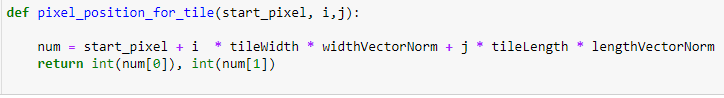 def pixel_position_for_tile(start_pixel, i,j):
    num = start_pixel + i  * tileWidth * widthVectorNorm + j * tileLength * lengthVectorNorm
    return int(num[0]), int(num[1])